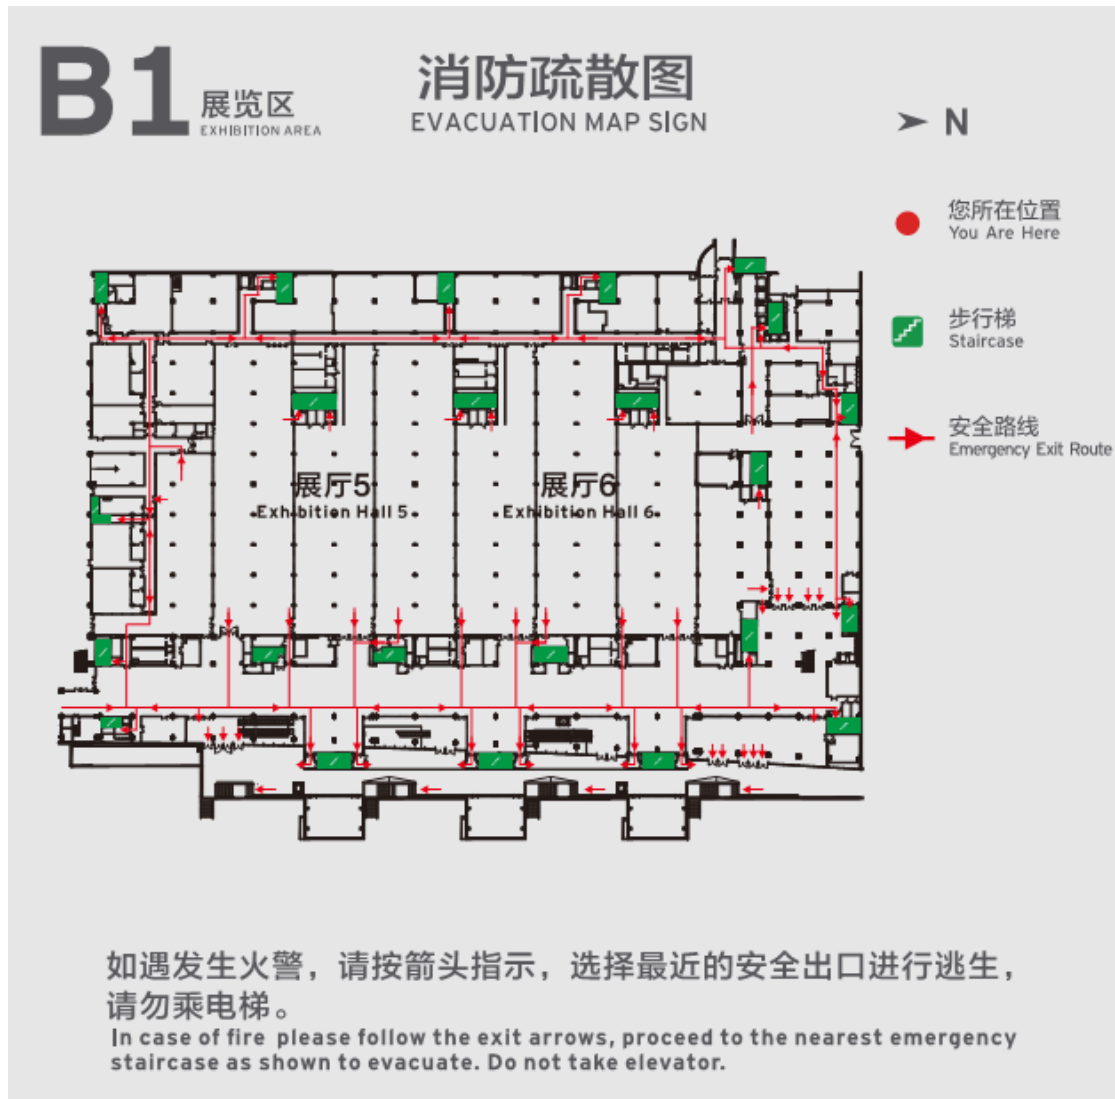 B1
展览区
EXHIBITION AREA
消防疏散图
EVACUATION MAP SIGN
N
您所在位置
You Are Here
步行梯
Staircase
安全路线
Emergency Exit Route
展厅5
Exhibition Hall 5
展厅6
Exhibition Hall 6
如遇发生火警，请按箭头指示，选择最近的安全出口进行逃生，
请勿乘电梯。
In case of fire please follow the exit arrows, proceed to the nearest emergency
staircase as shown to evacuate. Do not take elevator.